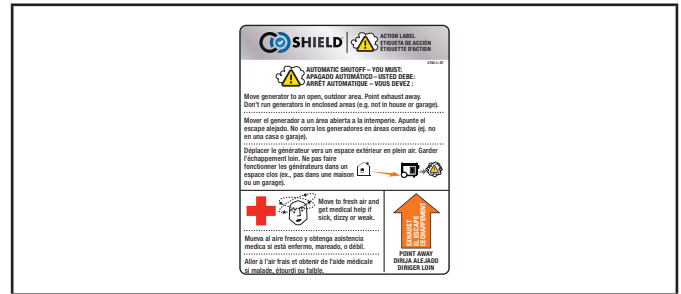 CO SHIELD
ACTION LABEL
ETIQUETA DE ACCIÓN
ÉTIQUETTE D'ACTION
AUTOMATIC SHUTOFF – YOU MUST:
APAGADO AUTOMÁTICO – USTED DEBE:
ARRÊT AUTOMATIQUE – VOUS DEVEZ :
Move generator to an open, outdoor area. Point exhaust away.
Don't run generators in enclosed areas (e.g. not in house or garage).
Mover el generador a un área abierta a la intemperie. Apunte el
escape alejado. No corra los generadores en áreas cerradas (ej. no
en una casa o garaje).
Déplacer le générateur vers un espace extérieur en plein air. Garder
l'échappement loin. Ne pas faire
fonctionner les générateurs dans un
espace clos (ex., pas dans une maison
ou un garage).
Move to fresh air and
get medical help if
sick, dizzy or weak.
Mueva al aire fresco y obtenga asistencia
medica si está enfermo, mareado, o débil.
Aller à l'air frais et obtenir de l'aide médicale
si malade, étourdi ou faible.
EXHAUST
EL ESCAPE
L'ÉCHAPPEMENT
POINT AWAY
DIRIJA ALEJADO
DIRIGER LOIN